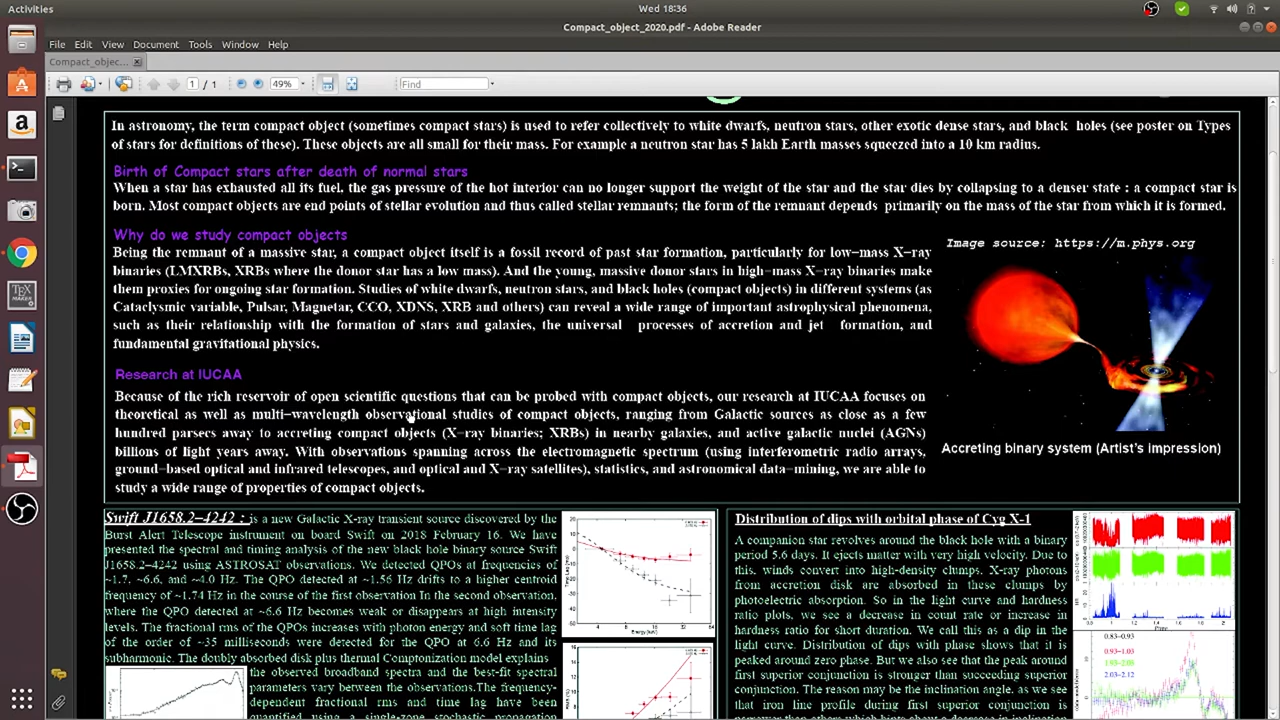 Activities
Wed 18:36
Compact_object_2020.pdf - Adobe Reader
File Edit View Document Tools Window Help
Compact_objec...
1 / 1
49%
Find
In astronomy, the term compact object (sometimes compact stars) is used to refer collectively to white dwarfs, neutron stars, other exotic dense stars, and black holes (see poster on Types
of stars for definitions of these). These objects are all small for their mass. For example a neutron star has 5 lakh Earth masses squeezed into a 10 km radius.
Birth of Compact stars after death of normal stars
When a star has exhausted all its fuel, the gas pressure of the hot interior can no longer support the weight of the star and the star dies by collapsing to a denser state : a compact star is
born. Most compact objects are end points of stellar evolution and thus called stellar remnants; the form of the remnant depends primarily on the mass of the star from which it is formed.
Why do we study compact objects
Being the remnant of a massive star, a compact object itself is a fossil record of past star formation, particularly for low-mass X-ray
binaries (LMXRBs, XRBs where the donor star has a low mass). And the young, massive donor stars in high-mass X-ray binaries make
them proxies for ongoing star formation. Studies of white dwarfs, neutron stars, and black holes (compact objects) in different systems (as
Cataclysmic variable, Pulsar, Magnetar, CCO, XDNS, XRB and others) can reveal a wide range of important astrophysical phenomena,
such as their relationship with the formation of stars and galaxies, the universal processes of accretion and jet formation, and
fundamental gravitational physics.
Image source: https://m.phys.org
Accreting binary system (Artist's impression)
Research at IUCAA
Because of the rich reservoir of open scientific questions that can be probed with compact objects, our research at IUCAA focuses on
theoretical as well as multi-wavelength observational studies of compact objects, ranging from Galactic sources as close as a few
hundred parsecs away to accreting compact objects (X-ray binaries; XRBs) in nearby galaxies, and active galactic nuclei (AGNs)
billions of light years away. With observations spanning across the electromagnetic spectrum (using interferometric radio arrays,
ground-based optical and infrared telescopes, and optical and X-ray satellites), statistics, and astronomical data-mining, we are able to
study a wide range of properties of compact objects.
Swift J1658.2-4242 : is a new Galactic X-ray transient source discovered by the
Burst Alert Telescope instrument on board Swift on 2018 February 16. We have
presented the spectral and timing analysis of the new black hole binary source Swift
J1658.2-4242 using ASTROSAT observations. We detected QPOs at frequencies of
~1.7, ~6.6, and ~4.0 Hz. The QPO detected at ~1.56 Hz drifts to a higher centroid
frequency of ~1.74 Hz in the course of the first observation In the second observation,
where the QPO detected at ~6.6 Hz becomes weak or disappears at high intensity
levels. The fractional rms of the QPOs increases with photon energy and soft time lag
of the order of ~35 milliseconds were detected for the QPO at 6.6 Hz and its
subharmonic. The doubly absorbed disk plus thermal Comptonization model explains
the observed broadband spectra and the best-fit spectral
parameters vary between the observations.The frequency-
dependent fractional rms and time lag have been
quantified using a single-zone stochastic propagation
Distribution of dips with orbital phase of Cyg X-1
A companion star revolves around the black hole with a binary
period 5.6 days. It ejects matter with very high velocity. Due to
this, winds convert into high-density clumps. X-ray photons
from accretion disk are absorbed in these clumps by
photoelectric absorption. So in the light curve and hardness
ratio plots, we see a decrease in count rate or increase in
hardness ratio for short duration. We call this as a dip in the
light curve. Distribution of dips with phase shows that it is
peaked around zero phase. But we also see that the peak around
first superior conjunction is stronger than succeeding superior
conjunction. The reason may be the inclination angle, as we see
that iron line profile during first superior conjunction is
0.83-0.93
0.93-1.03
1.93-2.03
2.03-2.12